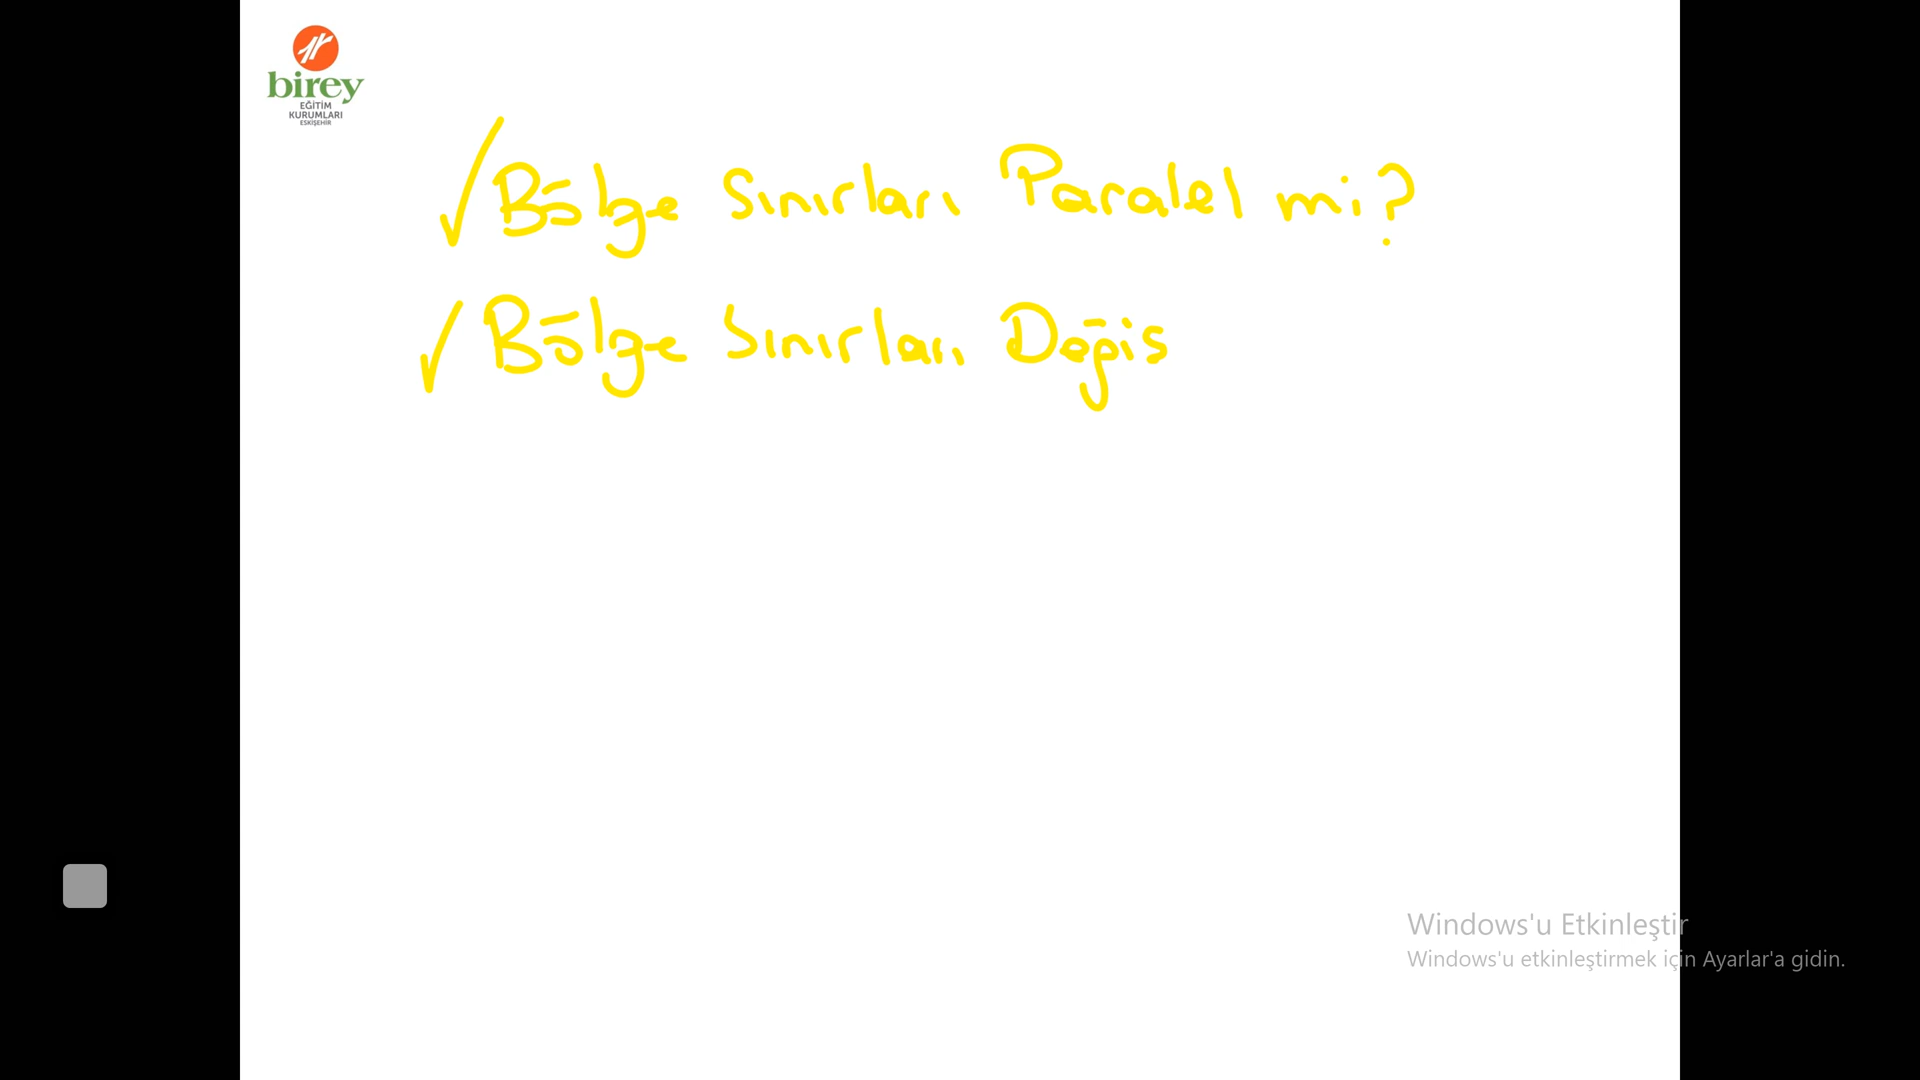 birey
EĞİTİM
KURUMLARI
ESKİŞEHİR
Bölge Sınırları Paralel mi?
Bölge Sınırları Değis
Windows'u Etkinleştir
Windows'u etkinleştirmek için Ayarlar'a gidin.